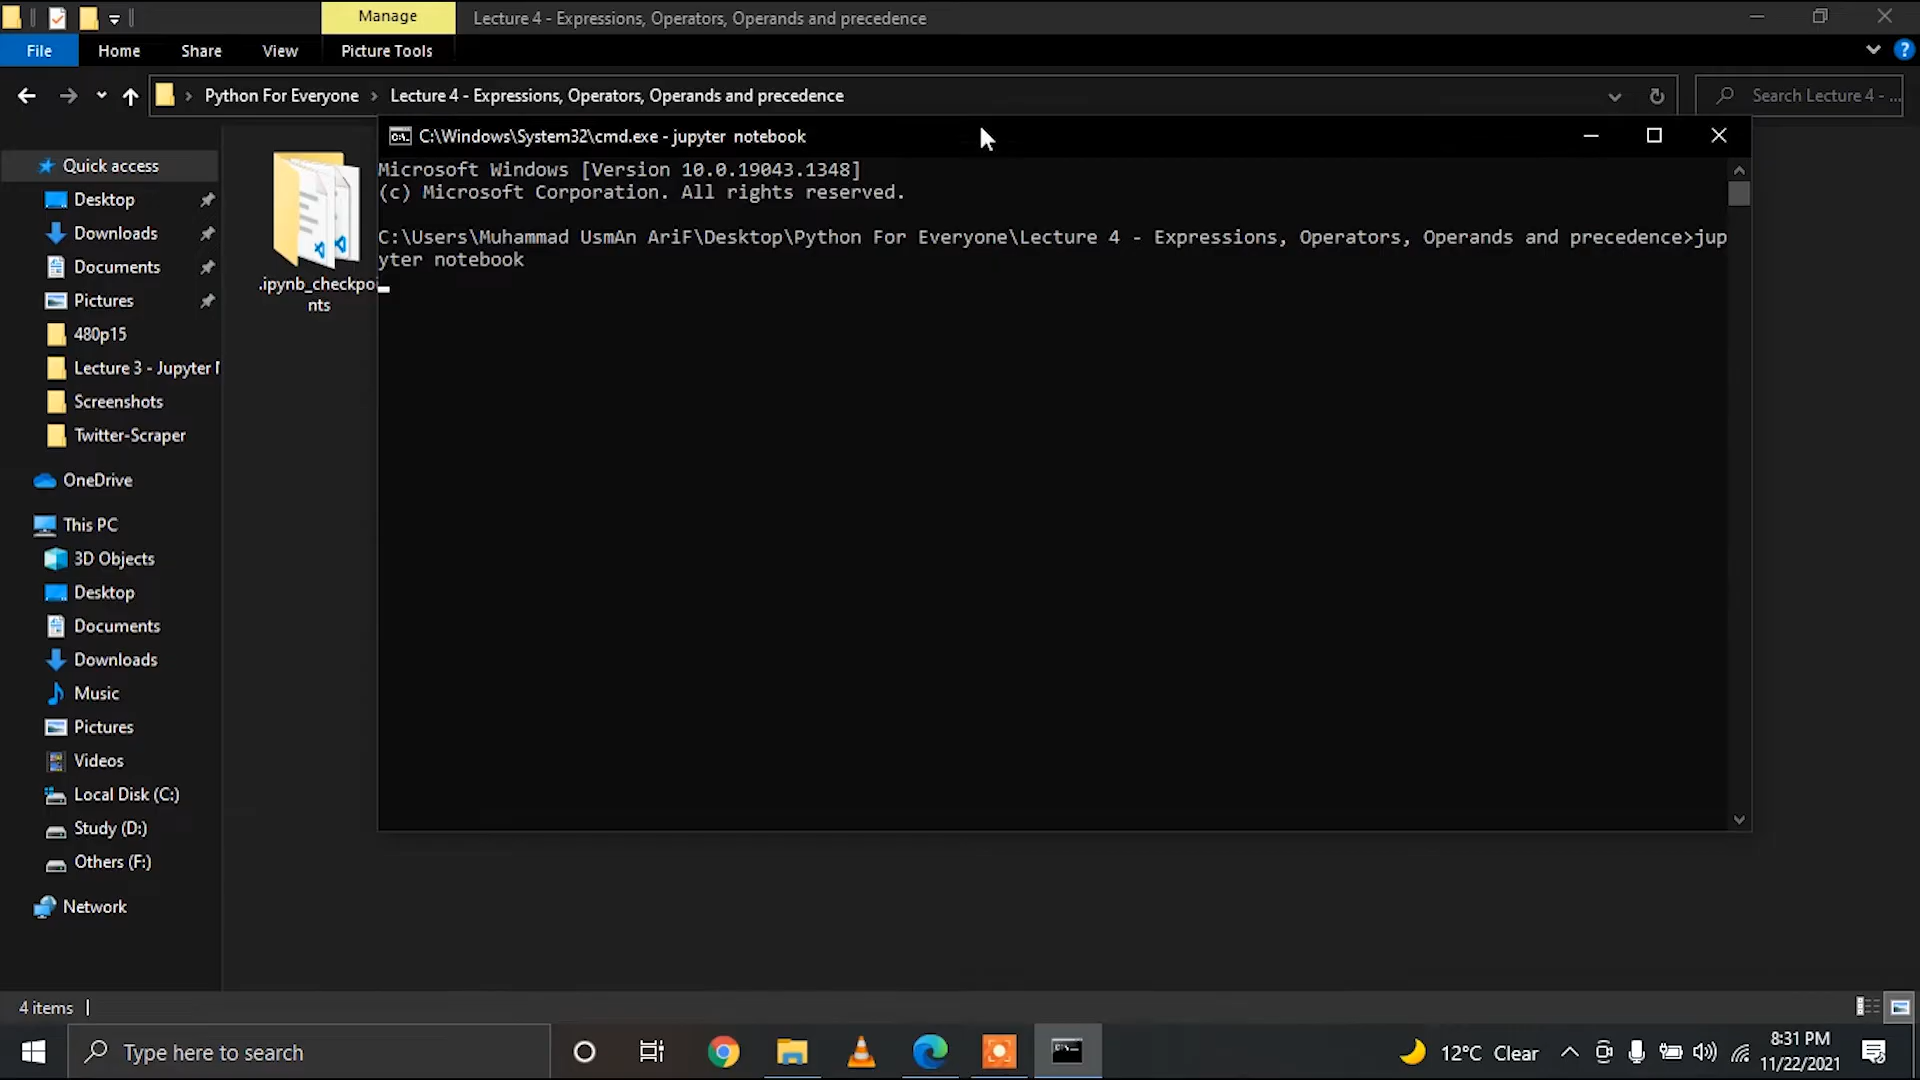 Manage
Lecture 4 - Expressions, Operators, Operands and precedence
File
Home
Share
View
Picture Tools
Python For Everyone
Lecture 4 - Expressions, Operators, Operands and precedence
Search Lecture 4 - ...
C:\Windows\System32\cmd.exe - jupyter  notebook
Microsoft Windows [Version 10.0.19043.1348]
(c) Microsoft Corporation. All rights reserved.
C:\Users\Muhammad UsmAn AriF\Desktop\Python For Everyone\Lecture 4 - Expressions, Operators, Operands and precedence>jup
yter notebook
Quick access
Desktop
Downloads
Documents
Pictures
480p15
Lecture 3 - Jupyter
Screenshots
Twitter-Scraper
OneDrive
This PC
3D Objects
Desktop
Documents
Downloads
Music
Pictures
Videos
Local Disk (C:)
Study (D:)
Others (F:)
Network
.ipynb_checkpoi
nts
4 items
Type here to search
12°C Clear
8:31 PM
11/22/2021